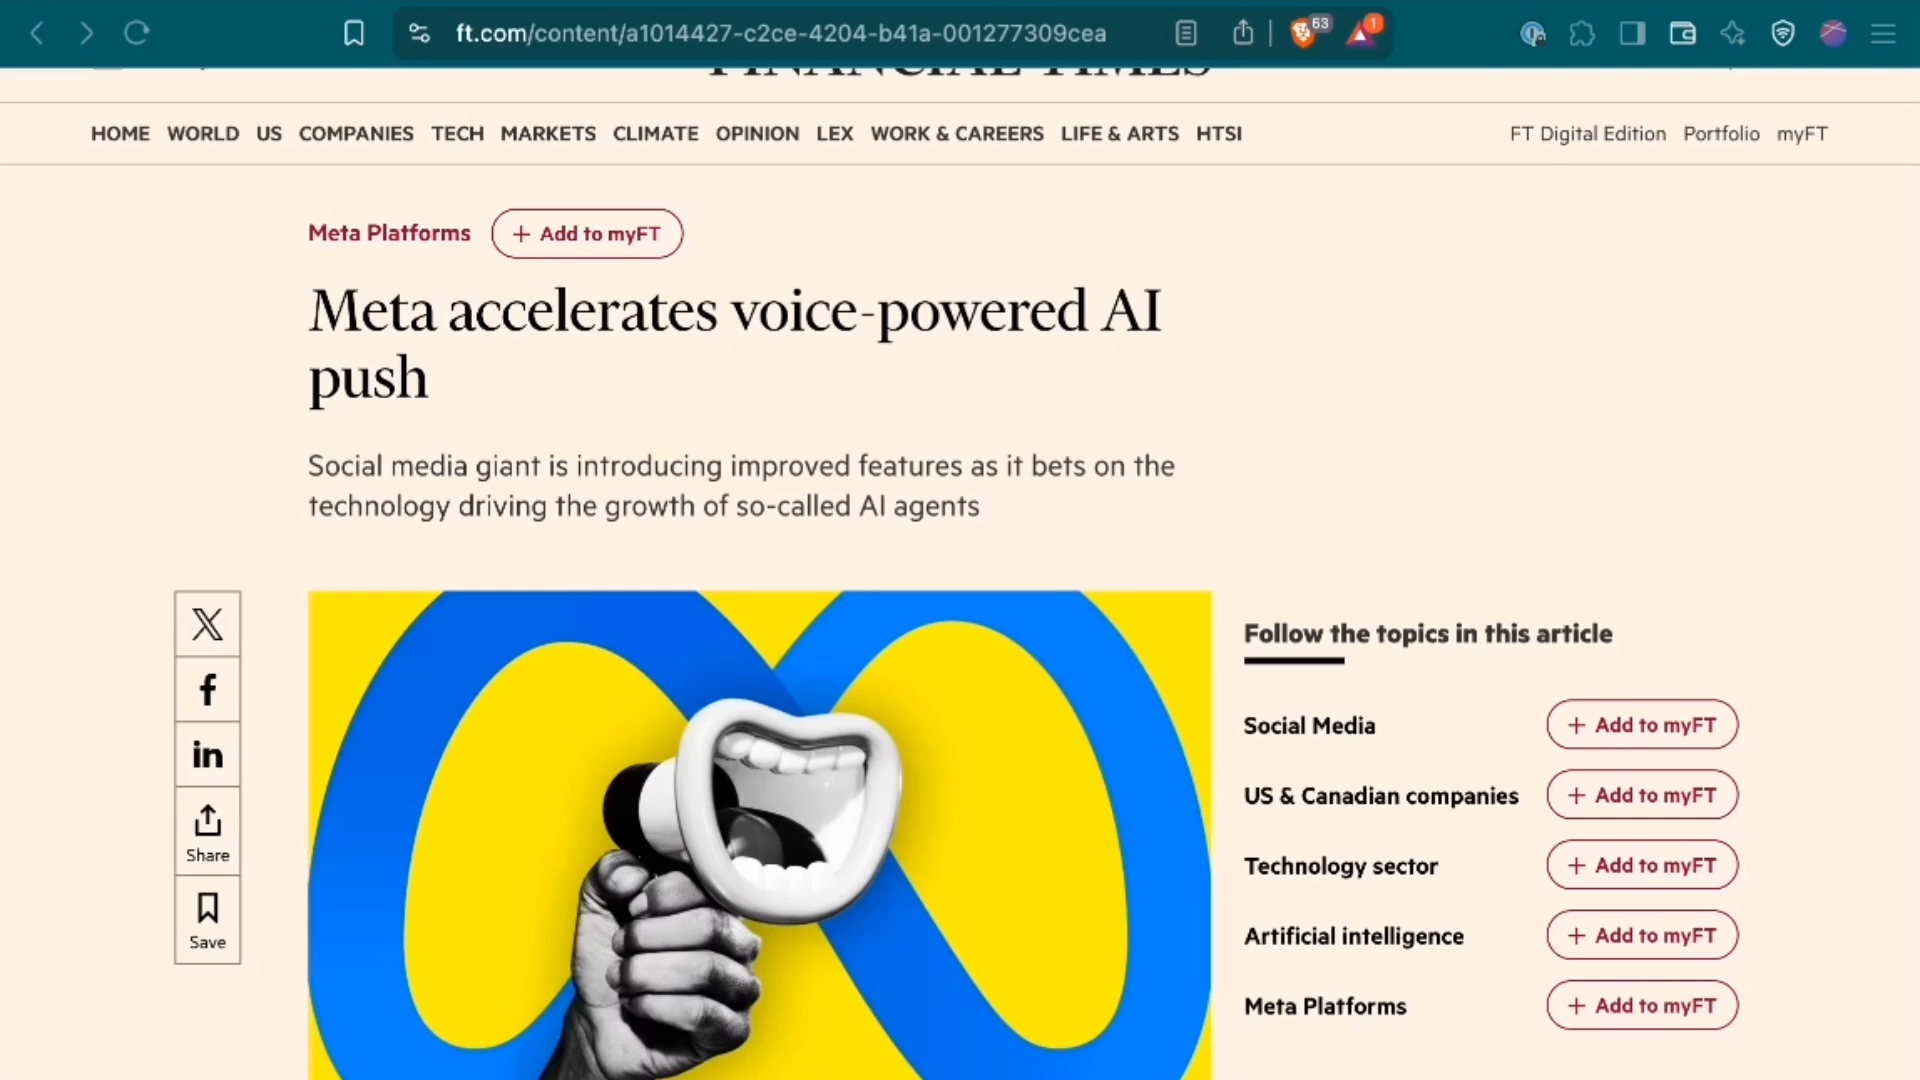 ft.com/content/a1014427-c2ce-4204-b41a-001277309cea
63
1
FINANCIAL TIMES
HOME WORLD US COMPANIES TECH MARKETS CLIMATE OPINION LEX WORK & CAREERS LIFE & ARTS HTSI
FT Digital Edition Portfolio myFT
Meta Platforms + Add to myFT
Meta accelerates voice-powered AI
push
Social media giant is introducing improved features as it bets on the
technology driving the growth of so-called AI agents
Share
Save
Follow the topics in this article
Social Media + Add to myFT
US & Canadian companies + Add to myFT
Technology sector + Add to myFT
Artificial intelligence + Add to myFT
Meta Platforms + Add to myFT